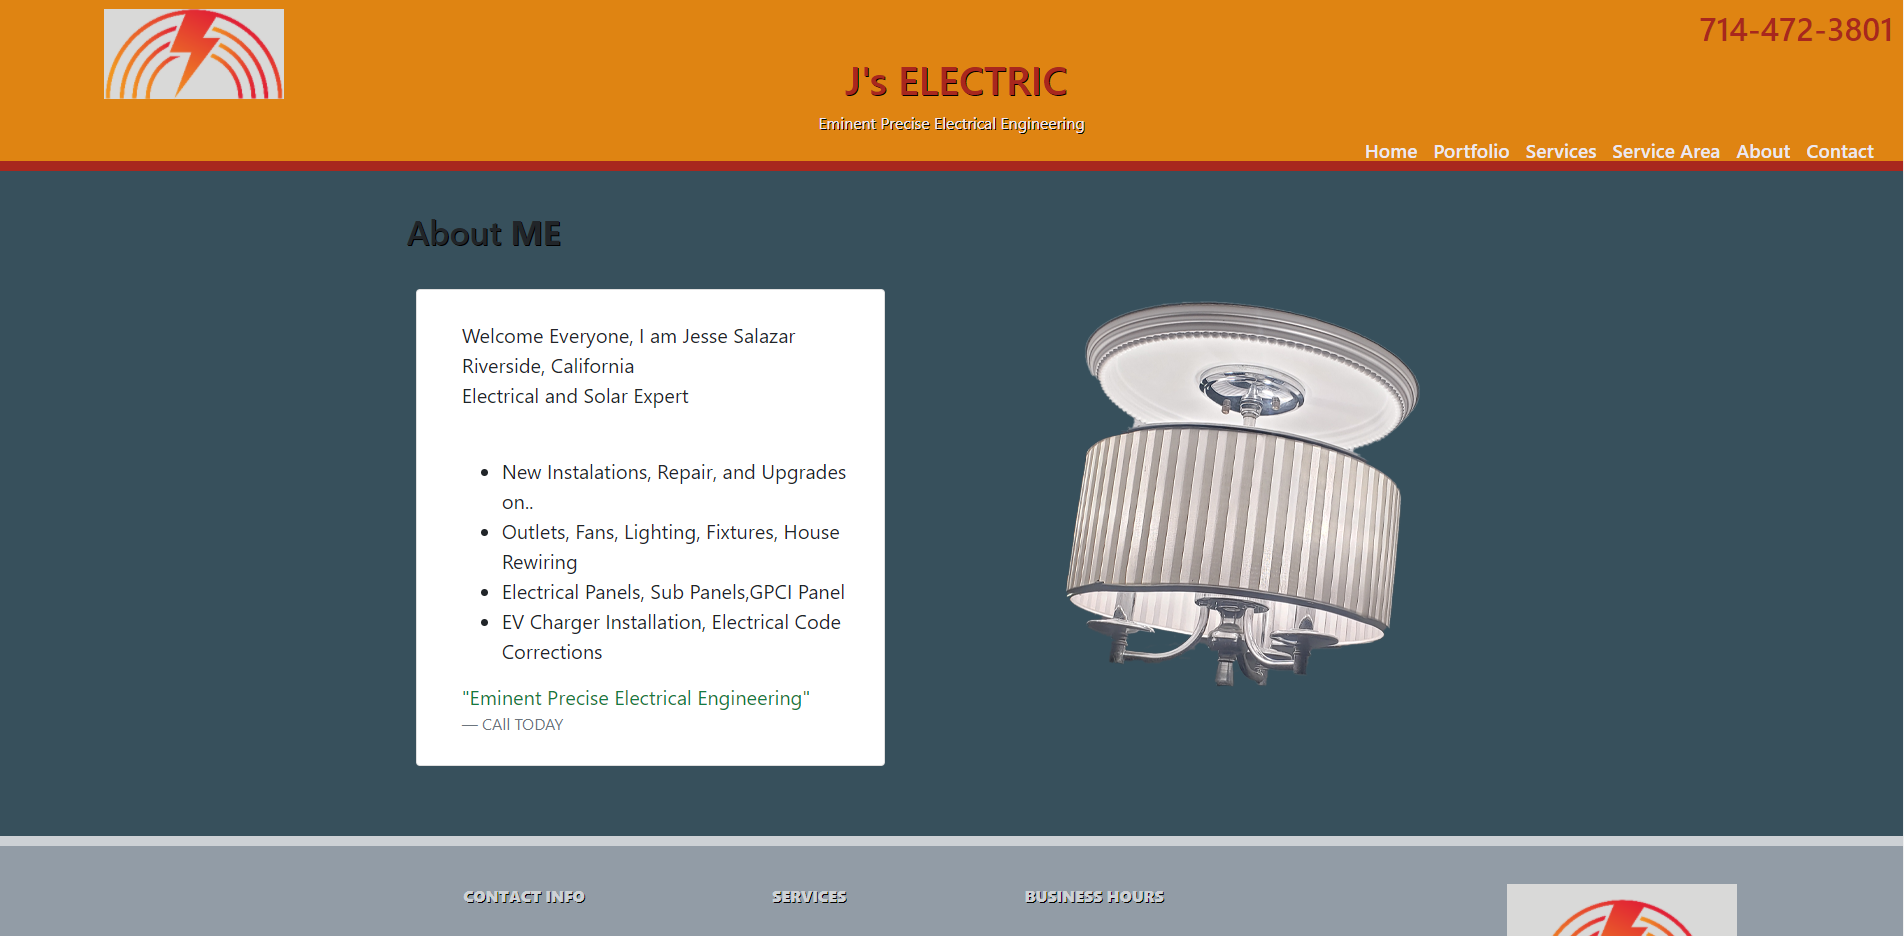 714-472-3801
J's ELECTRIC
Eminent Precise Electrical Engineering
Home Portfolio Services Service Area About Contact
About ME
Welcome Everyone, I am Jesse Salazar
Riverside, California
Electrical and Solar Expert
New Instalations, Repair, and Upgrades
on..
Outlets, Fans, Lighting, Fixtures, House
Rewiring
Electrical Panels, Sub Panels,GPCI Panel
EV Charger Installation, Electrical Code
Corrections
"Eminent Precise Electrical Engineering"
— CAll TODAY
CONTACT INFO
SERVICES
BUSINESS HOURS